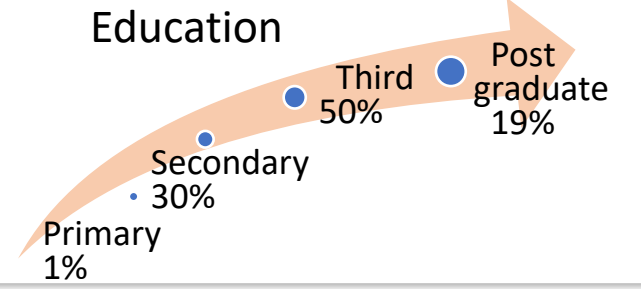 Education
Primary
1%
Secondary
30%
Third
50%
Post
graduate
19%